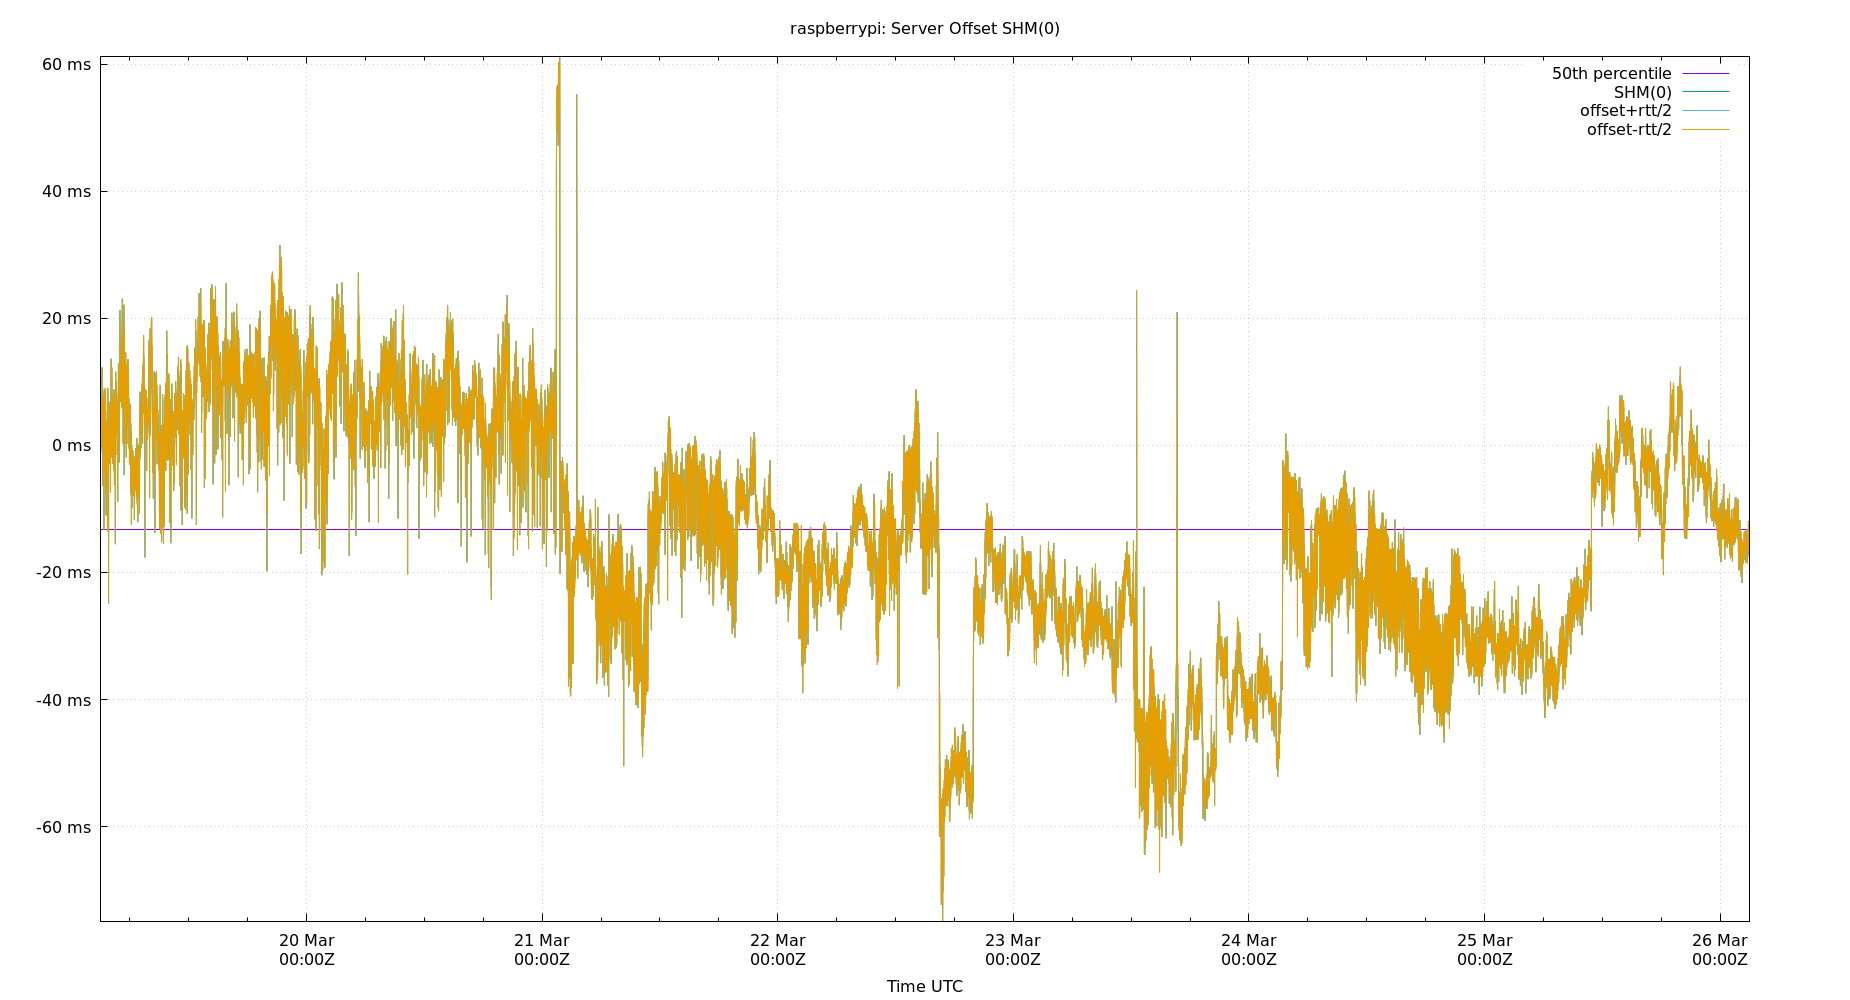 raspberrypi: Server Offset SHM(0)
60 ms
40 ms
20 ms
0 ms
-20 ms
-40 ms
-60 ms
50th percentile
SHM(0)
offset+rtt/2
offset-rtt/2
20 Mar
00:00Z
21 Mar
00:00Z
22 Mar
00:00Z
23 Mar
00:00Z
24 Mar
00:00Z
25 Mar
00:00Z
26 Mar
00:00Z
Time UTC